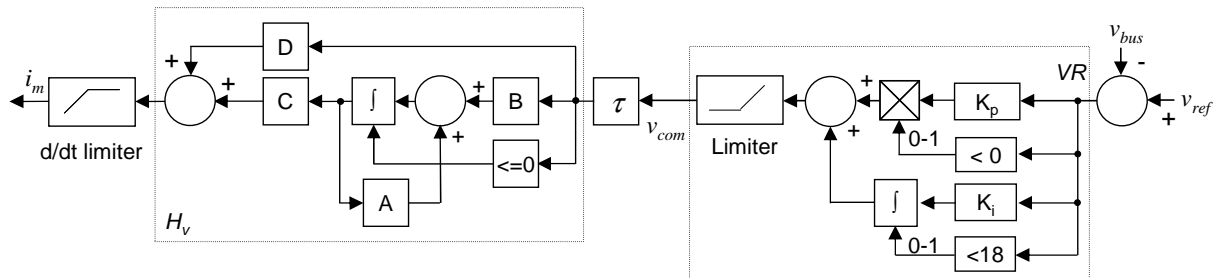 i_m
d/dt limiter
+
+
D
C
∫
+
+
B
<=0
A
H_v
τ
v_com
Limiter
+
+
0-1
K_p
< 0
∫
K_i
0-1
<18
VR
v_bus
-
v_ref
+